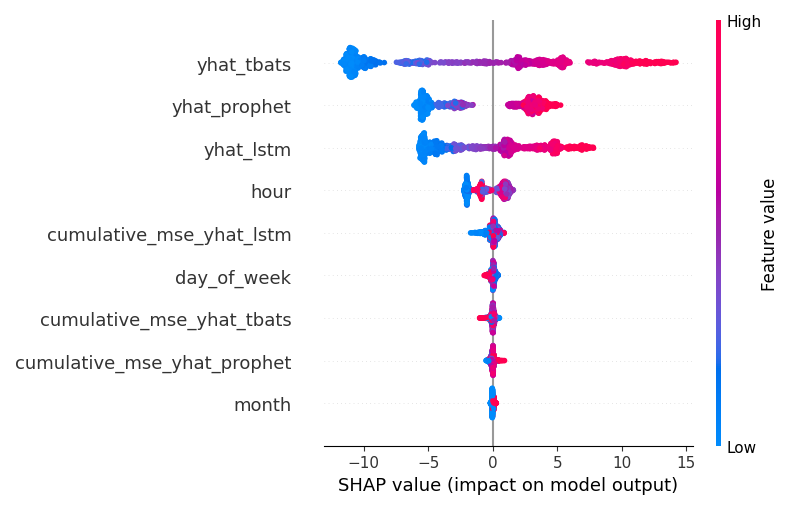 High
yhat_tbats
yhat_prophet
yhat_lstm
hour
cumulative_mse_yhat_lstm
day_of_week
cumulative_mse_yhat_tbats
cumulative_mse_yhat_prophet
month
Feature value
Low
−10 −5 0 5 10 15
SHAP value (impact on model output)